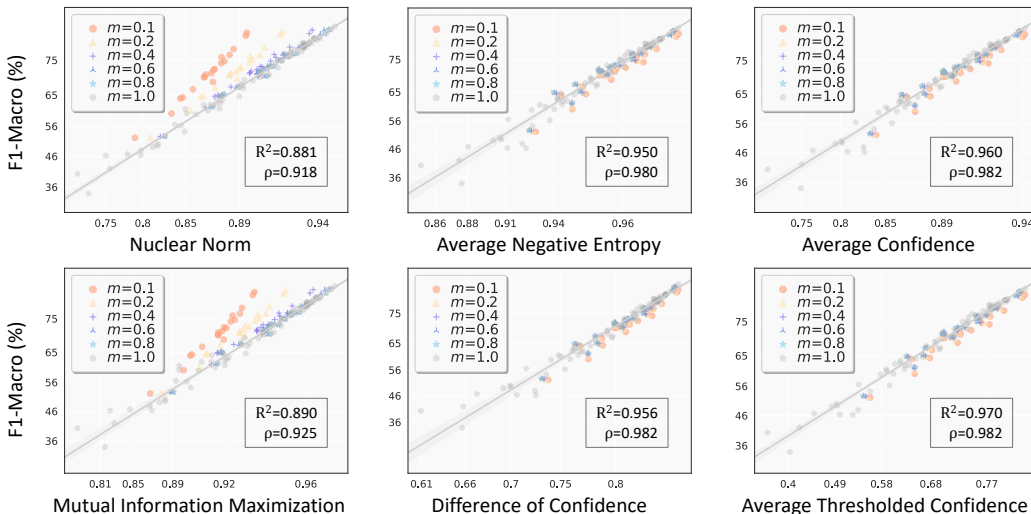 F1-Macro (%)
75
65
56
46
36
m=0.1
m=0.2
m=0.4
m=0.6
m=0.8
m=1.0
R²=0.881
ρ=0.918
0.75 0.8 0.85 0.89 0.94
Nuclear Norm
75
65
56
46
36
m=0.1
m=0.2
m=0.4
m=0.6
m=0.8
m=1.0
R²=0.950
ρ=0.980
0.86 0.88 0.91 0.94 0.96
Average Negative Entropy
75
65
56
46
36
m=0.1
m=0.2
m=0.4
m=0.6
m=0.8
m=1.0
R²=0.960
ρ=0.982
0.75 0.8 0.85 0.89 0.94
Average Confidence
F1-Macro (%)
75
65
56
46
36
m=0.1
m=0.2
m=0.4
m=0.6
m=0.8
m=1.0
R²=0.890
ρ=0.925
0.81 0.85 0.89 0.92 0.96
Mutual Information Maximization
75
65
56
46
36
m=0.1
m=0.2
m=0.4
m=0.6
m=0.8
m=1.0
R²=0.956
ρ=0.982
0.61 0.66 0.7 0.75 0.8
Difference of Confidence
75
65
56
46
36
m=0.1
m=0.2
m=0.4
m=0.6
m=0.8
m=1.0
R²=0.970
ρ=0.982
0.4 0.49 0.58 0.68 0.77
Average Thresholded Confidence